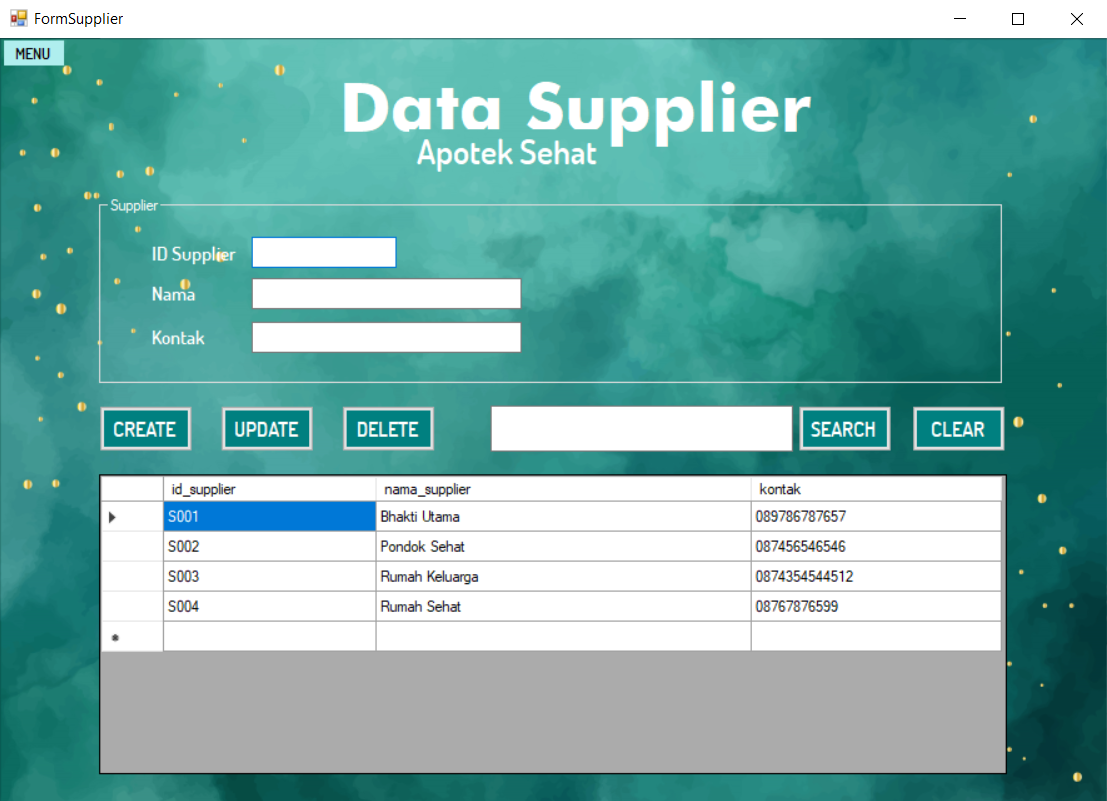 FormSupplier
MENU
Data Supplier
Apotek Sehat
Supplier
ID Supplier
Nama
Kontak
CREATE UPDATE DELETE SEARCH CLEAR
id_supplier nama_supplier kontak
S001 Bhakti Utama 089786787657
S002 Pondok Sehat 087456546546
S003 Rumah Keluarga 0874354544512
S004 Rumah Sehat 08767876599